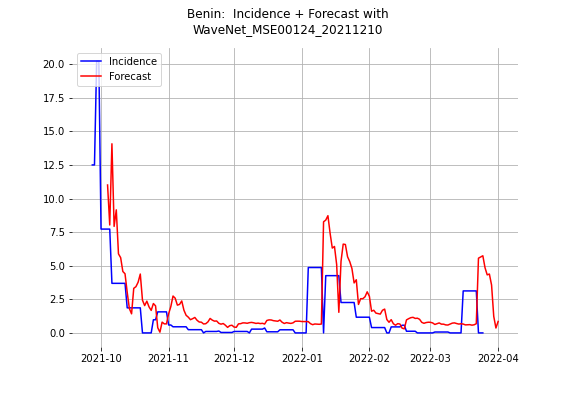 Benin:  Incidence + Forecast with
WaveNet_MSE00124_20211210
Incidence
Forecast
20.0
17.5
15.0
12.5
10.0
7.5
5.0
2.5
0.0
2021-10 2021-11 2021-12 2022-01 2022-02 2022-03 2022-04